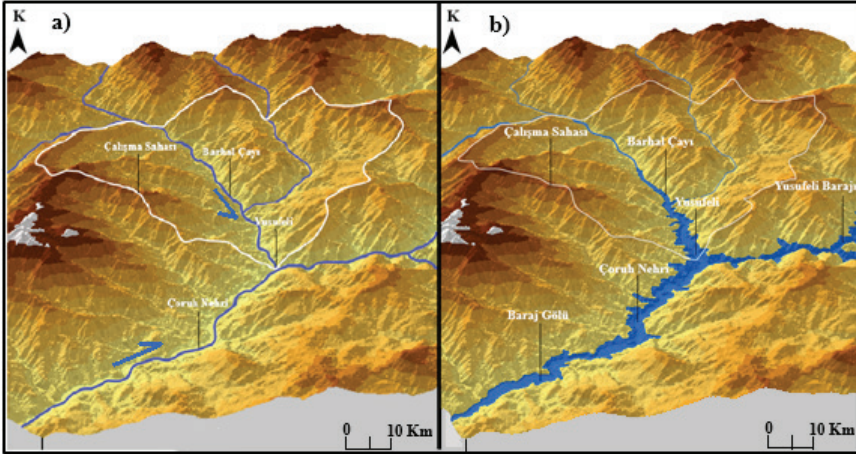 K
a)
Çalışma Sahası
Barhal Çayı
Yusufeli
Çoruh Nehri
0 10 Km
K
b)
Çalışma Sahası
Barhal Çayı
Yusufeli
Yusufeli Barajı
Çoruh Nehri
Baraj Gölü
0 10 Km